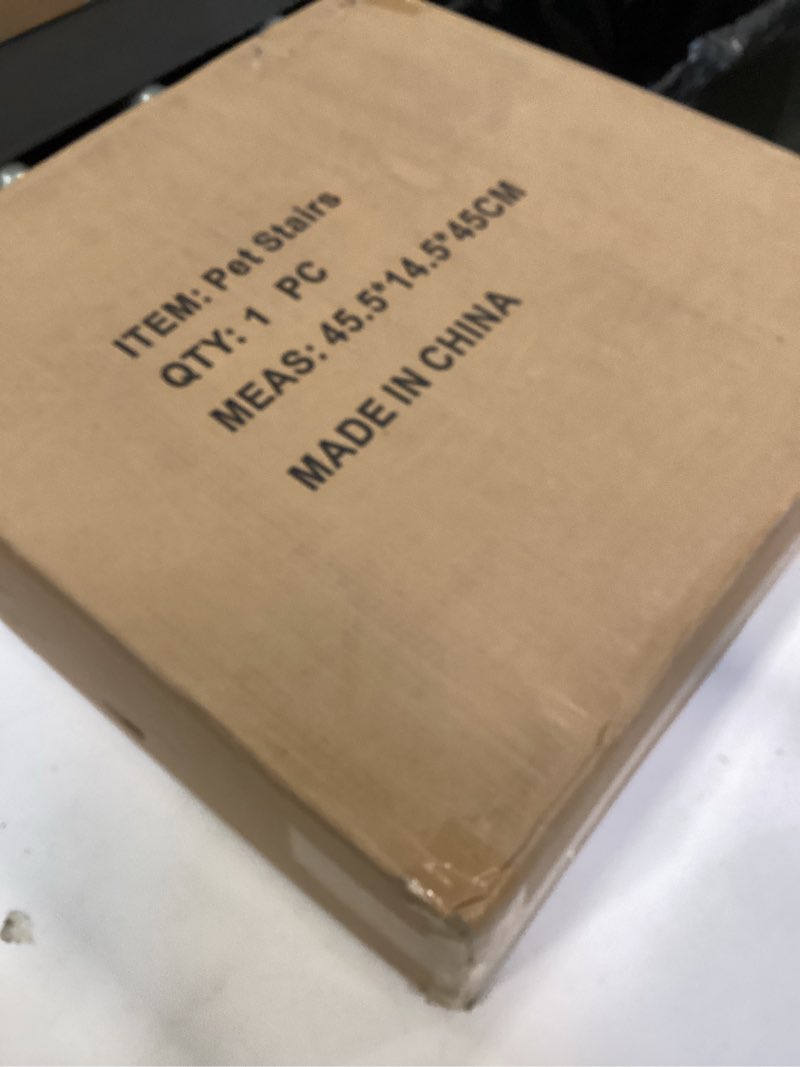 ITEM: Pet Stairs
QTY: 1 PC
MEAS: 45.5*14.5*45CM
MADE IN CHINA